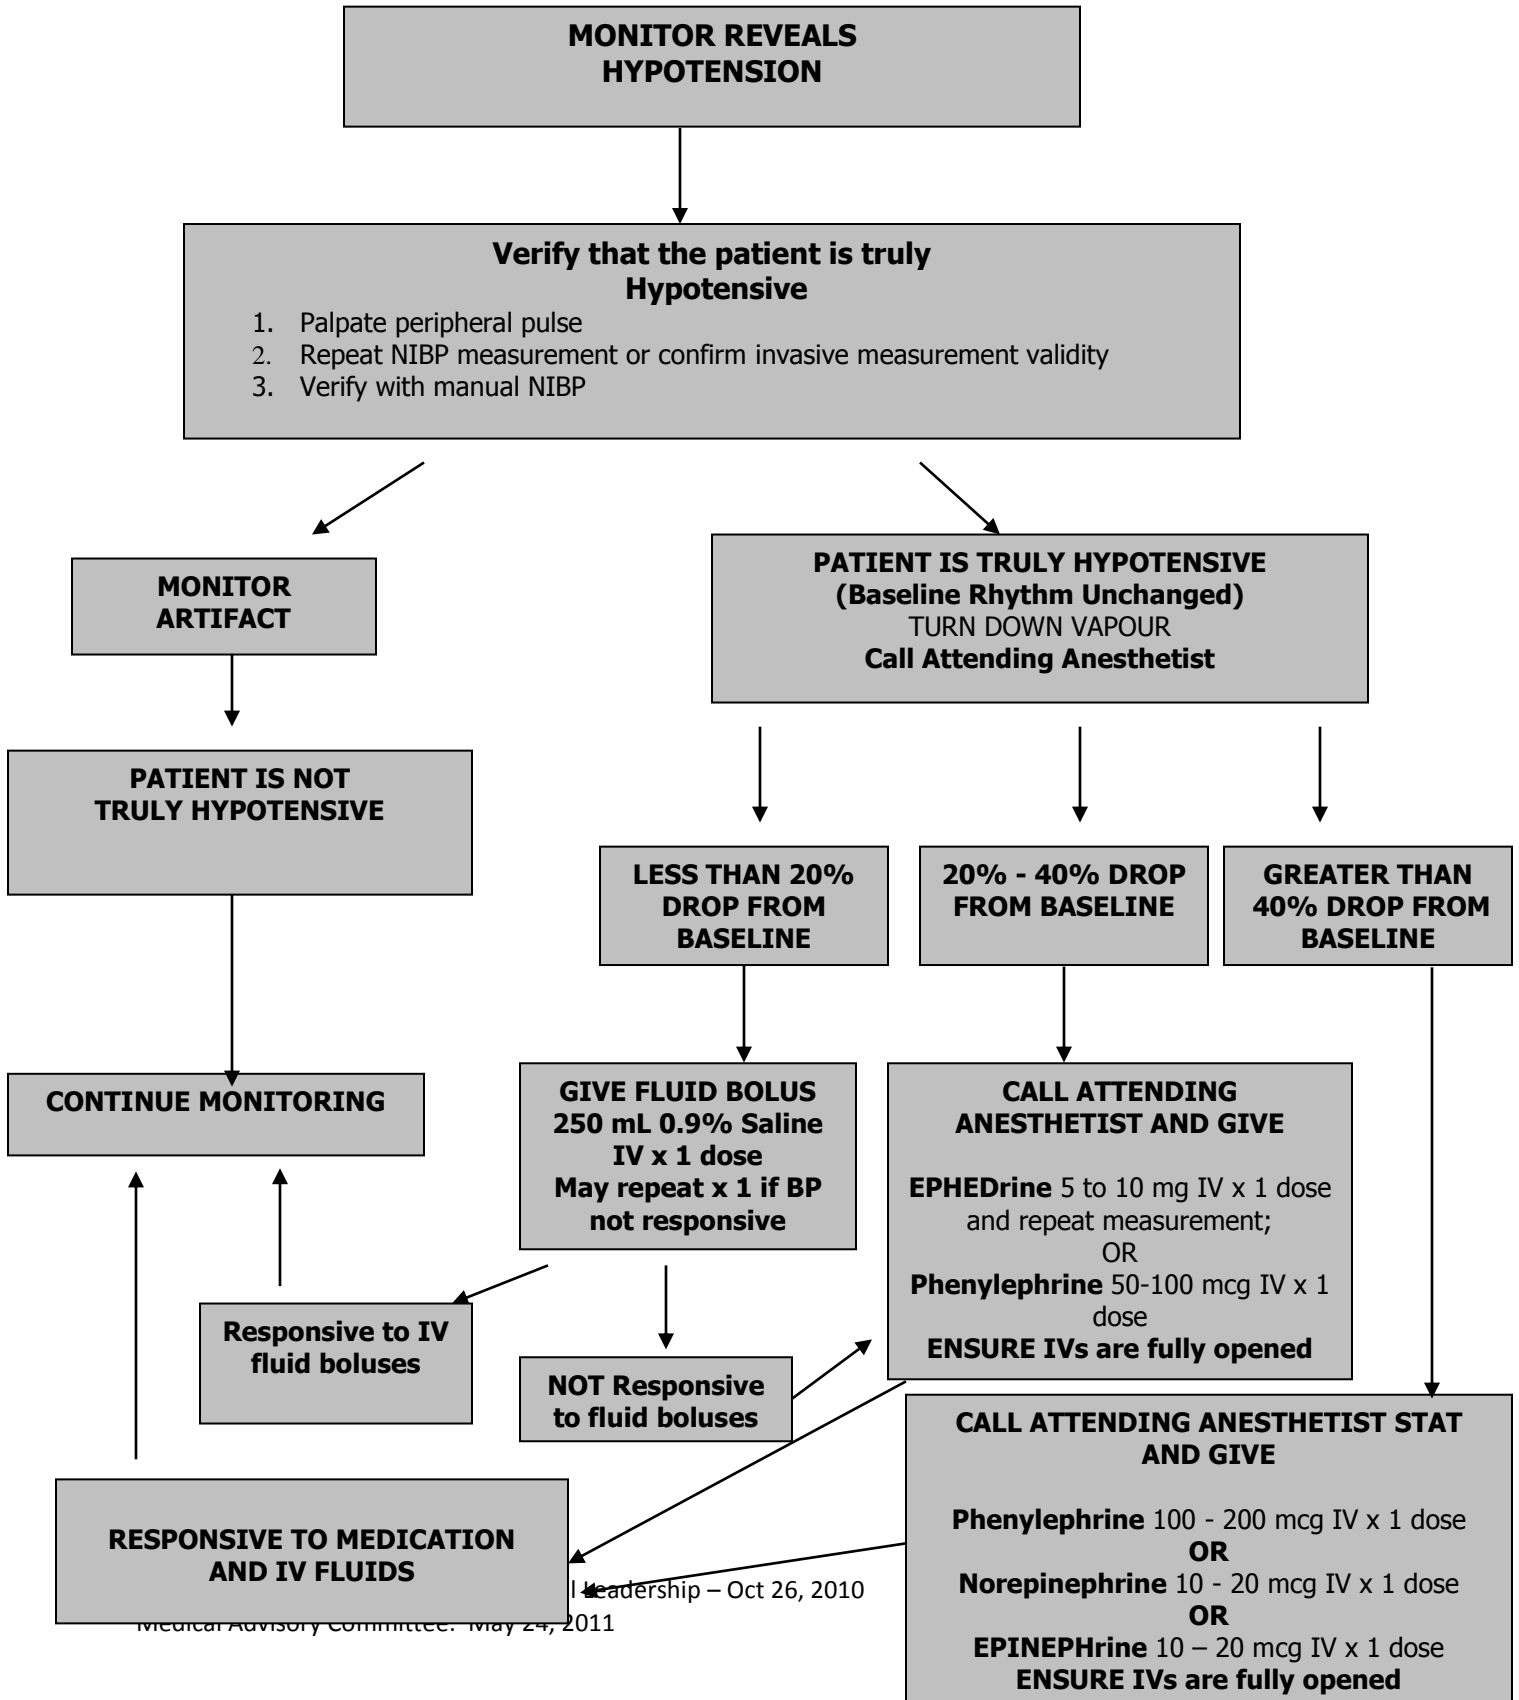 MONITOR REVEALS
HYPOTENSION
Verify that the patient is truly
Hypotensive
1. Palpate peripheral pulse
2. Repeat NIBP measurement or confirm invasive measurement validity
3. Verify with manual NIBP
MONITOR
ARTIFACT
PATIENT IS TRULY HYPOTENSIVE
(Baseline Rhythm Unchanged)
TURN DOWN VAPOUR
Call Attending Anesthetist
PATIENT IS NOT
TRULY HYPOTENSIVE
LESS THAN 20%
DROP FROM
BASELINE
20% - 40% DROP
FROM BASELINE
GREATER THAN
40% DROP FROM
BASELINE
CONTINUE MONITORING
GIVE FLUID BOLUS
250 mL 0.9% Saline
IV x 1 dose
May repeat x 1 if BP
not responsive
CALL ATTENDING
ANESTHETIST AND GIVE
EPHEDrine 5 to 10 mg IV x 1 dose
and repeat measurement;
OR
Phenylephrine 50-100 mcg IV x 1
dose
ENSURE IVs are fully opened
Responsive to IV
fluid boluses
NOT Responsive
to fluid boluses
CALL ATTENDING ANESTHETIST STAT
AND GIVE
Phenylephrine 100 - 200 mcg IV x 1 dose
OR
Norepinephrine 10 - 20 mcg IV x 1 dose
OR
EPINEPHrine 10 – 20 mcg IV x 1 dose
ENSURE IVs are fully opened
RESPONSIVE TO MEDICATION
AND IV FLUIDS
l Leadership – Oct 26, 2010
Medical Advisory Committee: May 24, 2011